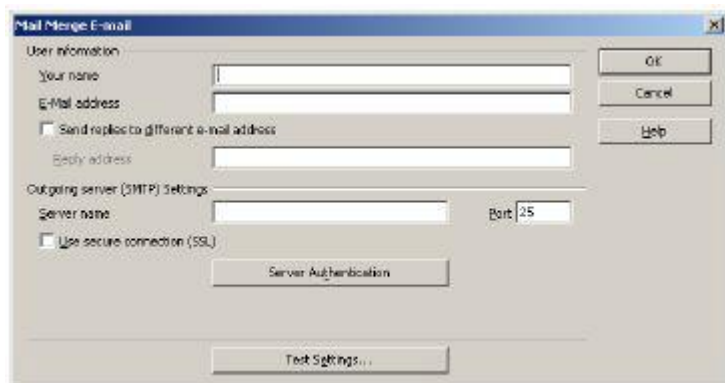 Mail Merge E-mail
User information
OK
Your name
Cancel
E-Mail address
Send replies to different e-mail address
Help
Reply address
Outgoing server (SMTP) Settings
Server name
Port 25
Use secure connection (SSL)
Server Authentication
Test Settings...